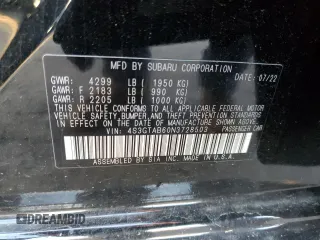 MFD BY SUBARU CORPORATION DATE: 07/22
GVWR: 4299 LB ( 1950 KG)
GAWR: F 2183 LB ( 990 KG)
GAWR: R 2205 LB ( 1000 KG)
THIS VEHICLE CONFORMS TO ALL APPLICABLE FEDERAL MOTOR
VEHICLE SAFETY, BUMPER, AND THEFT PREVENTION STANDARDS
IN EFFECT ON THE DATE OF MANUFACTURE SHOWN ABOVE.
VIN: 4S3GTAB60N3728503 PASSENGER CAR
ASSEMBLED BY SIA, INC. MADE IN U.S.A.
DREAMBID